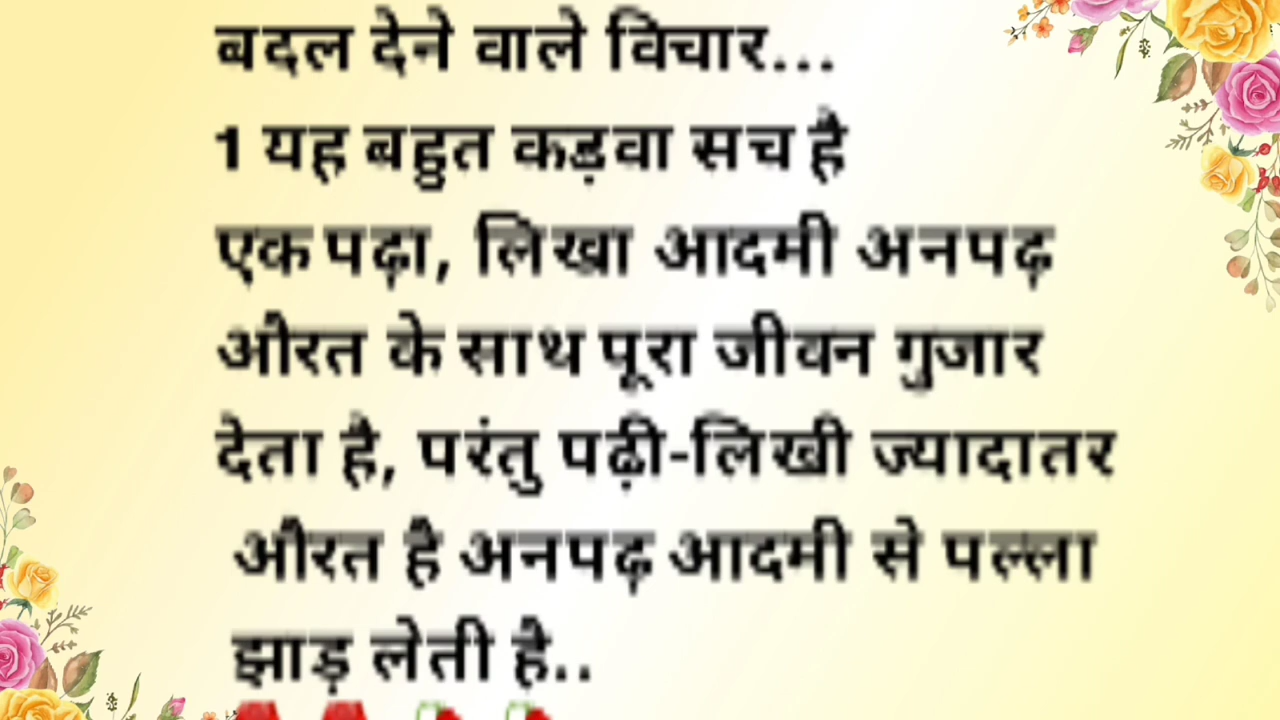 बदल देने वाले विचार...
1 यह बहुत कड़वा सच है
एक पढ़ा, लिखा आदमी अनपढ़
औरत के साथ पूरा जीवन गुजार
देता है, परंतु पढ़ी-लिखी ज्यादातर
औरत है अनपढ़ आदमी से पल्ला
झाड़ लेती है..